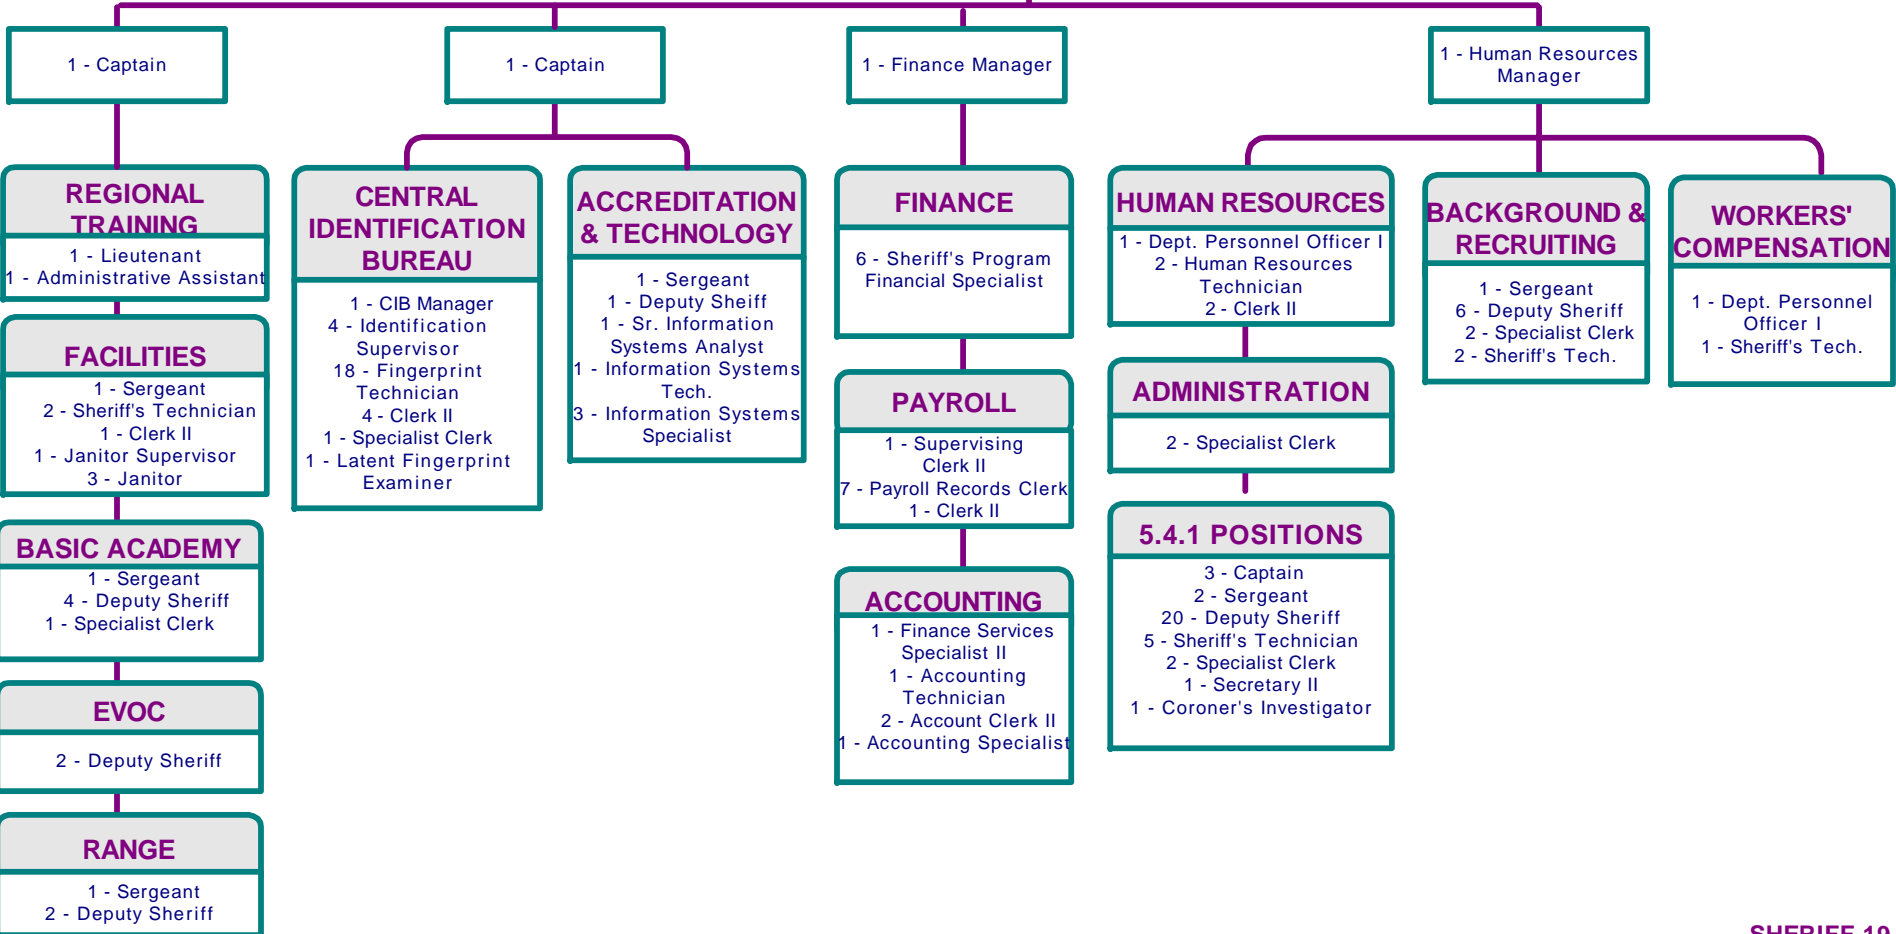 1 - Captain
1 - Captain
1 - Finance Manager
1 - Human Resources
Manager
REGIONAL
TRAINING
1 - Lieutenant
1 - Administrative Assistant
FACILITIES
1 - Sergeant
2 - Sheriff's Technician
1 - Clerk II
1 - Janitor Supervisor
3 - Janitor
BASIC ACADEMY
1 - Sergeant
4 - Deputy Sheriff
1 - Specialist Clerk
EVOC
2 - Deputy Sheriff
RANGE
1 - Sergeant
2 - Deputy Sheriff
CENTRAL
IDENTIFICATION
BUREAU
1 - CIB Manager
4 - Identification
Supervisor
18 - Fingerprint
Technician
4 - Clerk II
1 - Specialist Clerk
1 - Latent Fingerprint
Examiner
ACCREDITATION
& TECHNOLOGY
1 - Sergeant
1 - Deputy Sheiff
1 - Sr. Information
Systems Analyst
1 - Information Systems
Tech.
3 - Information Systems
Specialist
FINANCE
6 - Sheriff's Program
Financial Specialist
PAYROLL
1 - Supervising
Clerk II
7 - Payroll Records Clerk
1 - Clerk II
ACCOUNTING
1 - Finance Services
Specialist II
1 - Accounting
Technician
2 - Account Clerk II
1 - Accounting Specialist
HUMAN RESOURCES
1 - Dept. Personnel Officer I
2 - Human Resources
Technician
2 - Clerk II
ADMINISTRATION
2 - Specialist Clerk
5.4.1 POSITIONS
3 - Captain
2 - Sergeant
20 - Deputy Sheriff
5 - Sheriff's Technician
2 - Specialist Clerk
1 - Secretary II
1 - Coroner's Investigator
BACKGROUND &
RECRUITING
1 - Sergeant
6 - Deputy Sheriff
2 - Specialist Clerk
2 - Sheriff's Tech.
WORKERS'
COMPENSATION
1 - Dept. Personnel
Officer I
1 - Sheriff's Tech.
SHERIFF 19